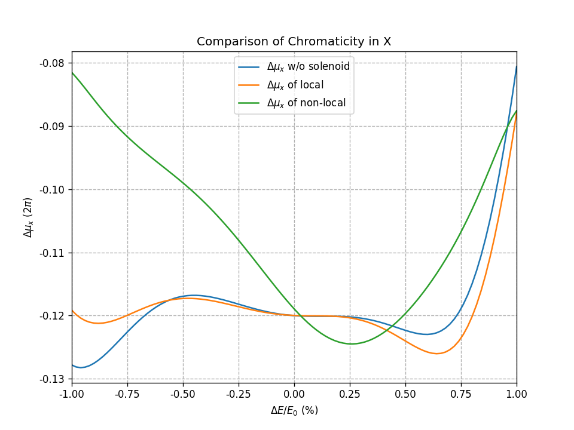 Comparison of Chromaticity in X
Δμₓ w/o solenoid
Δμₓ of local
Δμₓ of non-local
-0.08
-0.09
-0.10
-0.11
-0.12
-0.13
Δμₓ (2π)
-1.00 -0.75 -0.50 -0.25 0.00 0.25 0.50 0.75 1.00
ΔE/E₀ (%)